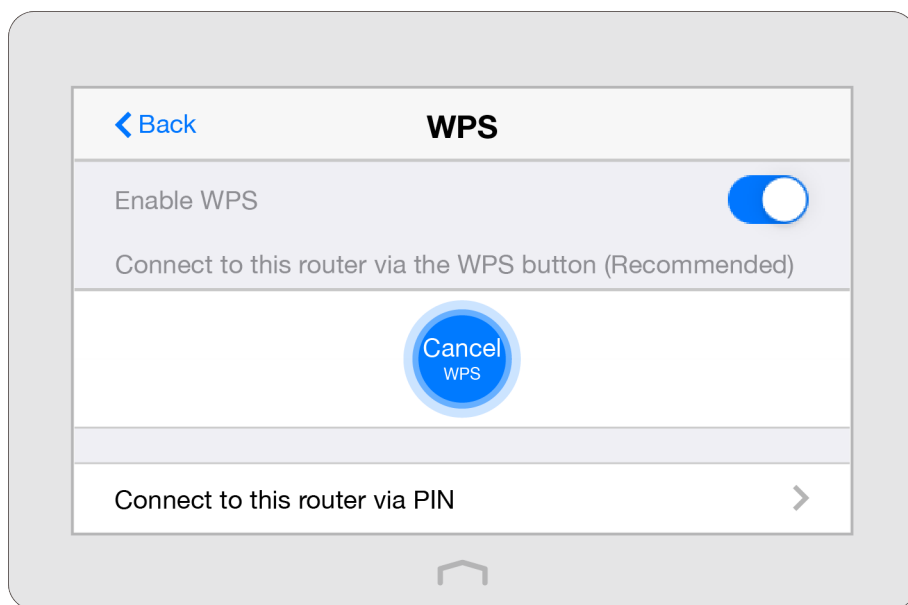 Back
WPS
Enable WPS
Connect to this router via the WPS button (Recommended)
Cancel
WPS
Connect to this router via PIN